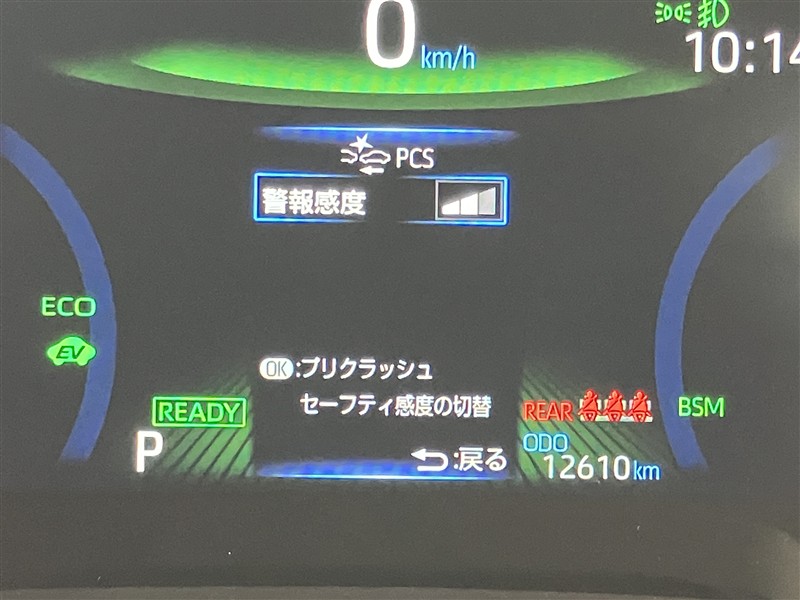 0 km/h
10:14
PCS
警報感度
ECO
EV
OK:プリクラッシュ
セーフティ感度の切替
READY
REAR
BSM
P
:戻る
ODO
12610km